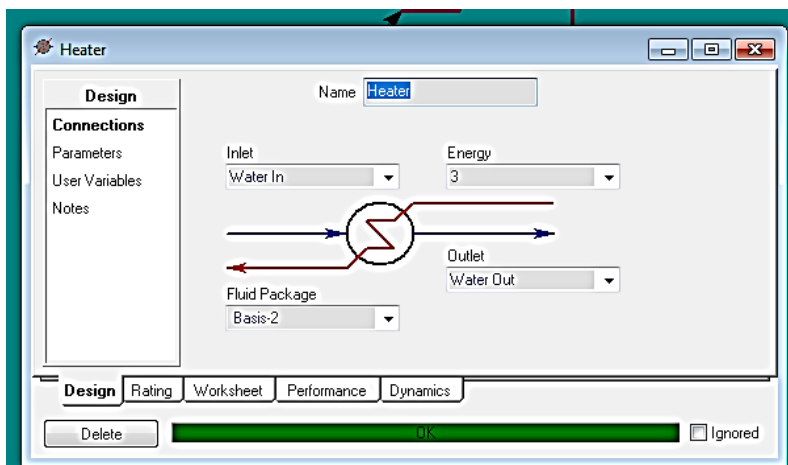 Heater
Design
Connections
Parameters
User Variables
Notes
Name Heater
Inlet
Water In
Energy
3
Outlet
Water Out
Fluid Package
Basis-2
Design Rating Worksheet Performance Dynamics
Delete OK Ignored